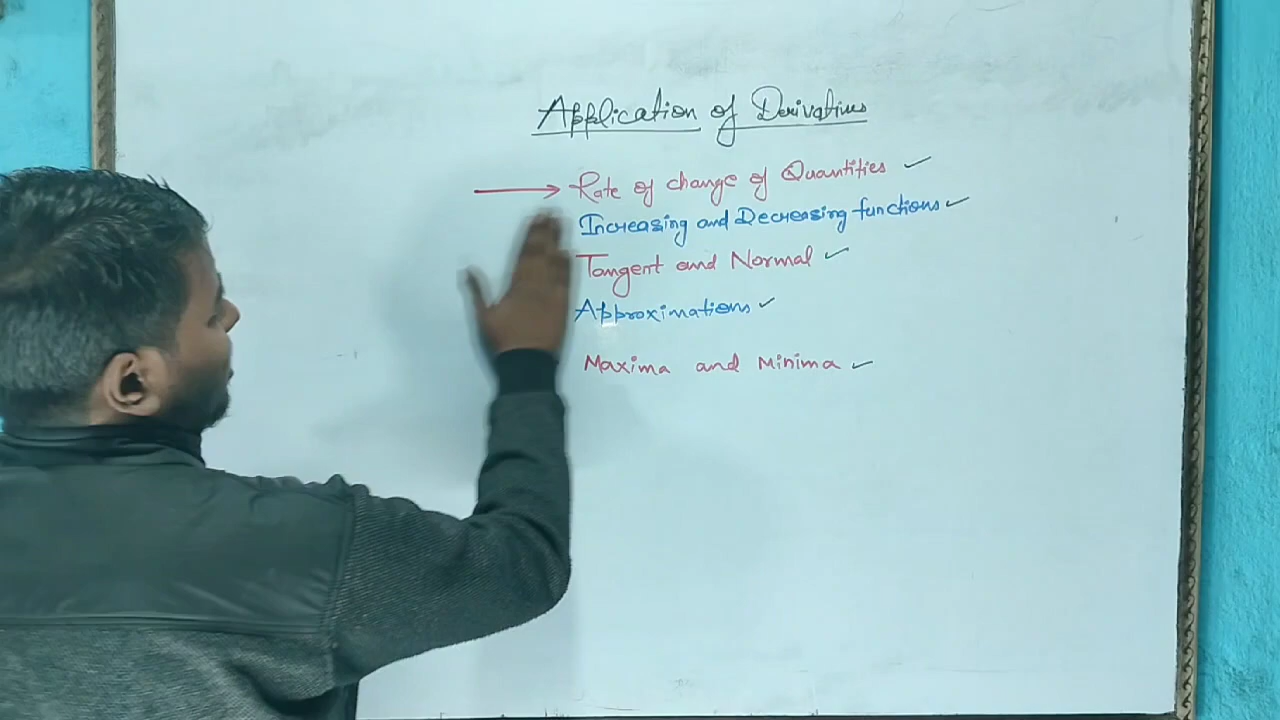 Application of Derivatives
→ Rate of change of Quantities ✓
Increasing and Decreasing functions ✓
Tangent and Normal ✓
Approximations ✓
Maxima and Minima ✓